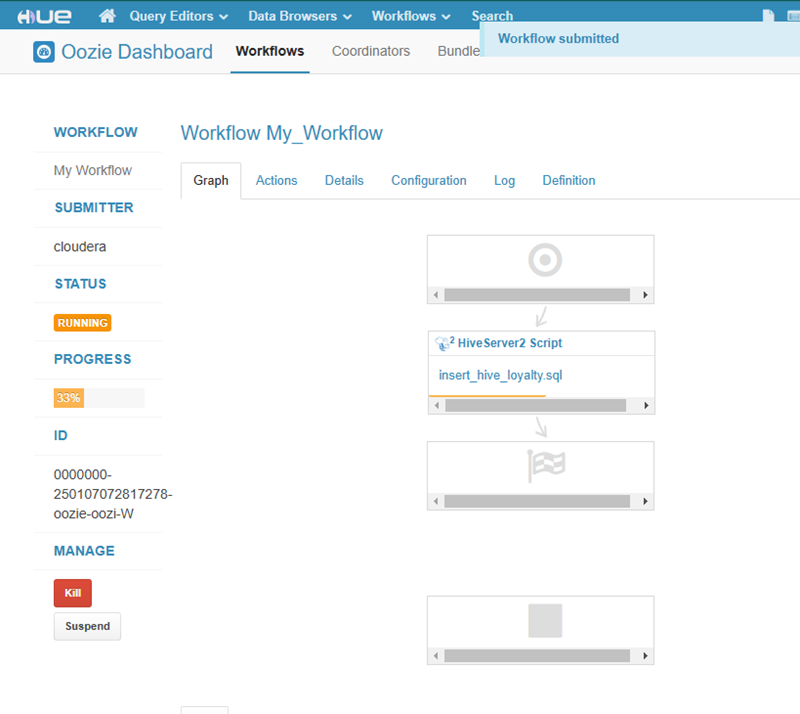 HUE Query Editors Data Browsers Workflows Search
Workflow submitted
Oozie Dashboard Workflows Coordinators Bundle
WORKFLOW
My Workflow
SUBMITTER
cloudera
STATUS
RUNNING
PROGRESS
33%
ID
0000000-
250107072817278-
oozie-oozi-W
MANAGE
Kill
Suspend
Workflow My_Workflow
Graph Actions Details Configuration Log Definition
2 HiveServer2 Script
insert_hive_loyalty.sql